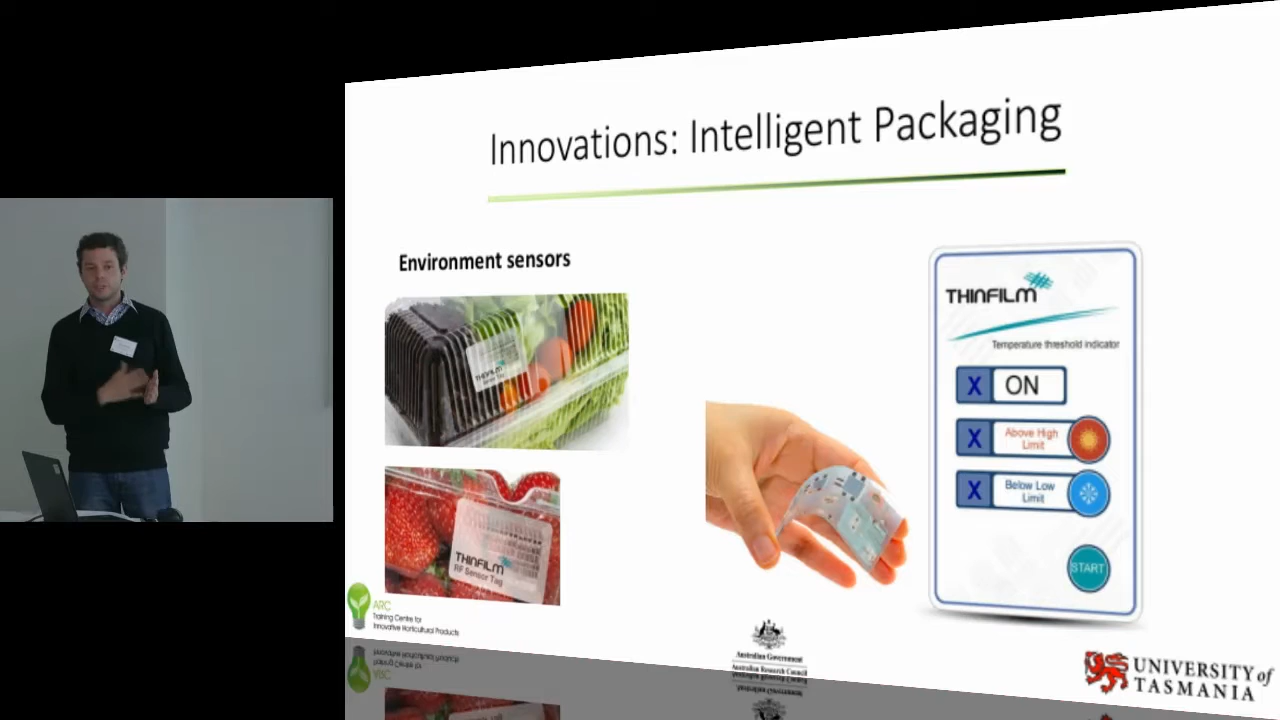 Innovations: Intelligent Packaging
Environment sensors
THINFILM
THINFILM
RF Sensor Tag
THINFILM
Temperature threshold indicator
X ON
X Above High
Limit
X Below Low
Limit
START
ARC
Training Centre for
Innovative Horticultural Products
Australian Government
Australian Research Council
UNIVERSITY of
TASMANIA